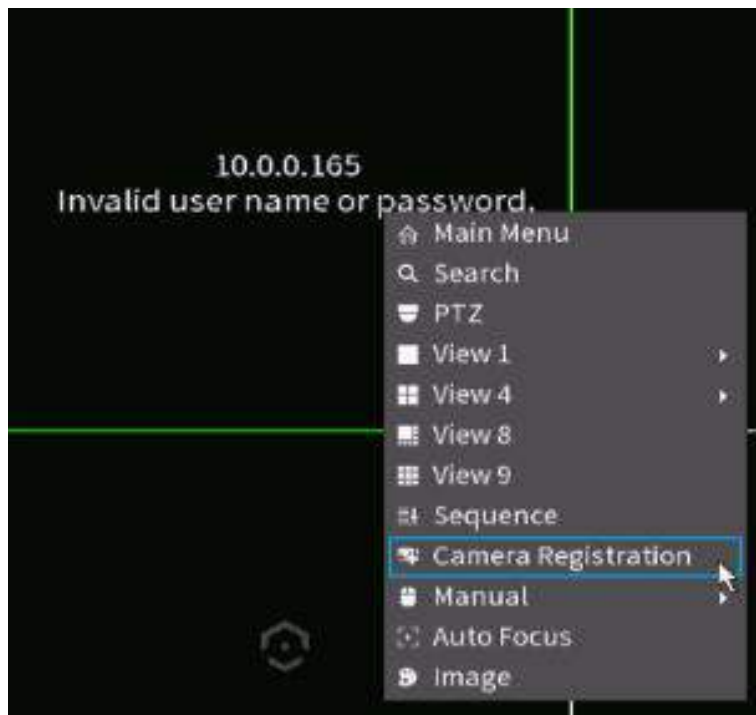 10.0.0.165
Invalid user name or password.
Main Menu
Search
PTZ
View 1
View 4
View 8
View 9
Sequence
Camera Registration
Manual
Auto Focus
Image